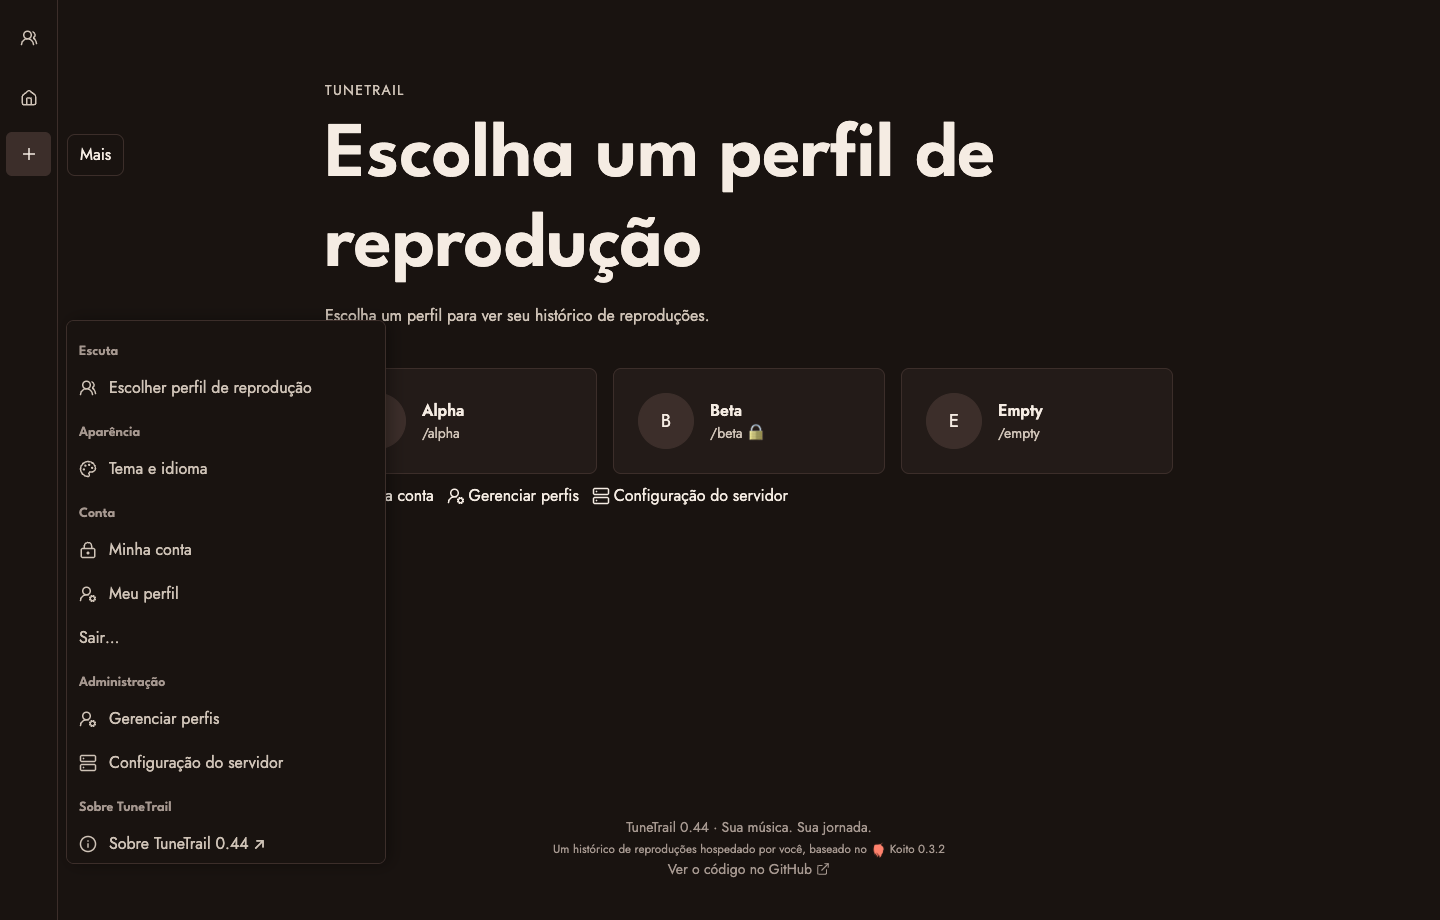 Mais
TUNETRAIL
Escolha um perfil de
reprodução
Escolha um perfil para ver seu histórico de reproduções.
Escuta
Escolher perfil de reprodução
Aparência
Tema e idioma
Conta
Minha conta
Meu perfil
Sair...
Administração
Gerenciar perfis
Configuração do servidor
Sobre TuneTrail
Sobre TuneTrail 0.44 ↗
Alpha
/alpha
B
Beta
/beta 🔒
E
Empty
/empty
a conta Gerenciar perfis Configuração do servidor
TuneTrail 0.44 · Sua música. Sua jornada.
Um histórico de reproduções hospedado por você, baseado no Koito 0.3.2
Ver o código no GitHub